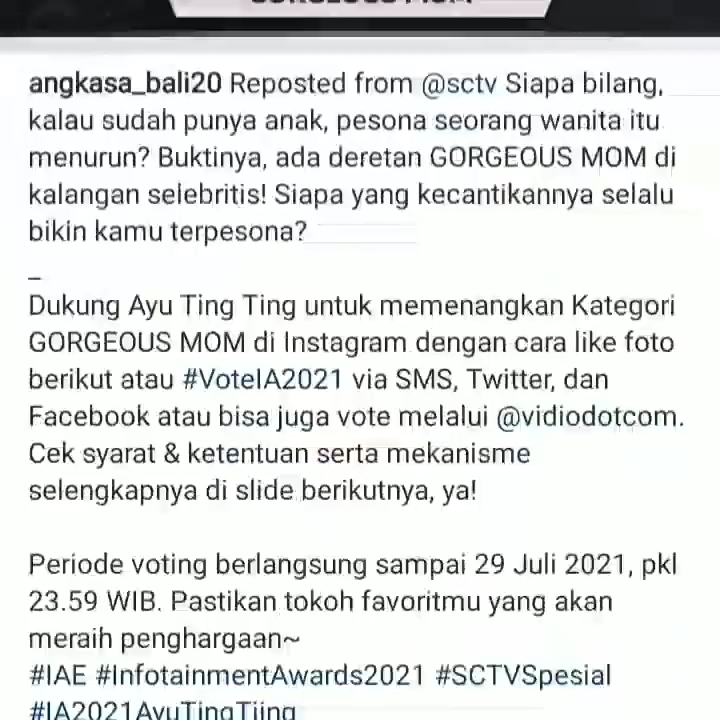 angkasa_bali20 Reposted from @sctv Siapa bilang,
kalau sudah punya anak, pesona seorang wanita itu
menurun? Buktinya, ada deretan GORGEOUS MOM di
kalangan selebritis! Siapa yang kecantikannya selalu
bikin kamu terpesona?
_
Dukung Ayu Ting Ting untuk memenangkan Kategori
GORGEOUS MOM di Instagram dengan cara like foto
berikut atau #VoteIA2021 via SMS, Twitter, dan
Facebook atau bisa juga vote melalui @vidiodotcom.
Cek syarat & ketentuan serta mekanisme
selengkapnya di slide berikutnya, ya!
Periode voting berlangsung sampai 29 Juli 2021, pkl
23.59 WIB. Pastikan tokoh favoritmu yang akan
meraih penghargaan~
#IAE #InfotainmentAwards2021 #SCTVSpesial
#IA2021AyuTingTiing